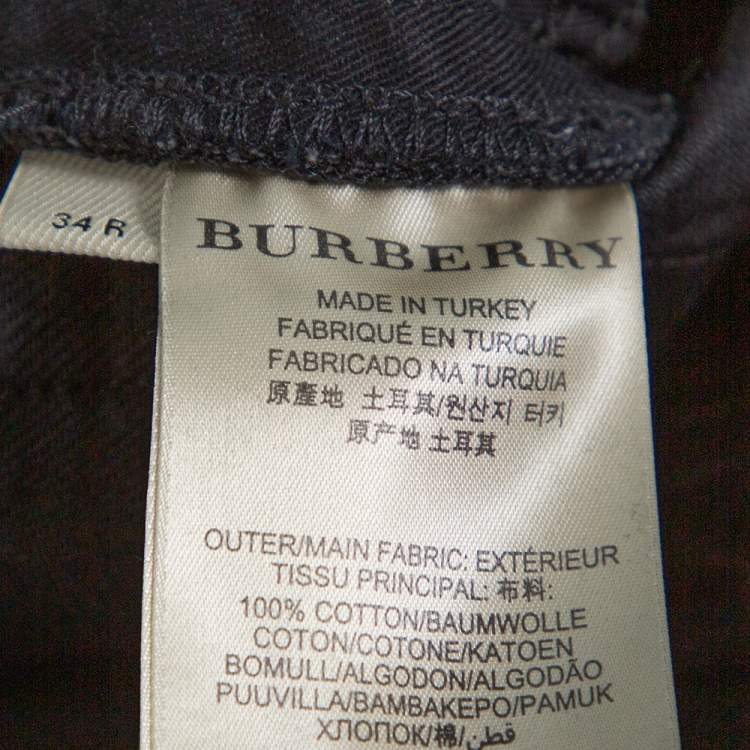 34 R
BURBERRY
MADE IN TURKEY
FABRIQUÉ EN TURQUIE
FABRICADO NA TURQUIA
原產地 土耳其/원산지 터키
原产地 土耳其
OUTER/MAIN FABRIC: EXTÉRIEUR
TISSU PRINCIPAL: 布料:
100% COTTON/BAUMWOLLE
COTON/COTONE/KATOEN
BOMULL/ALGODON/ALGODÃO
PUUVILLA/BAMBAKEPO/PAMUK
ХЛОПОК/棉/قطن